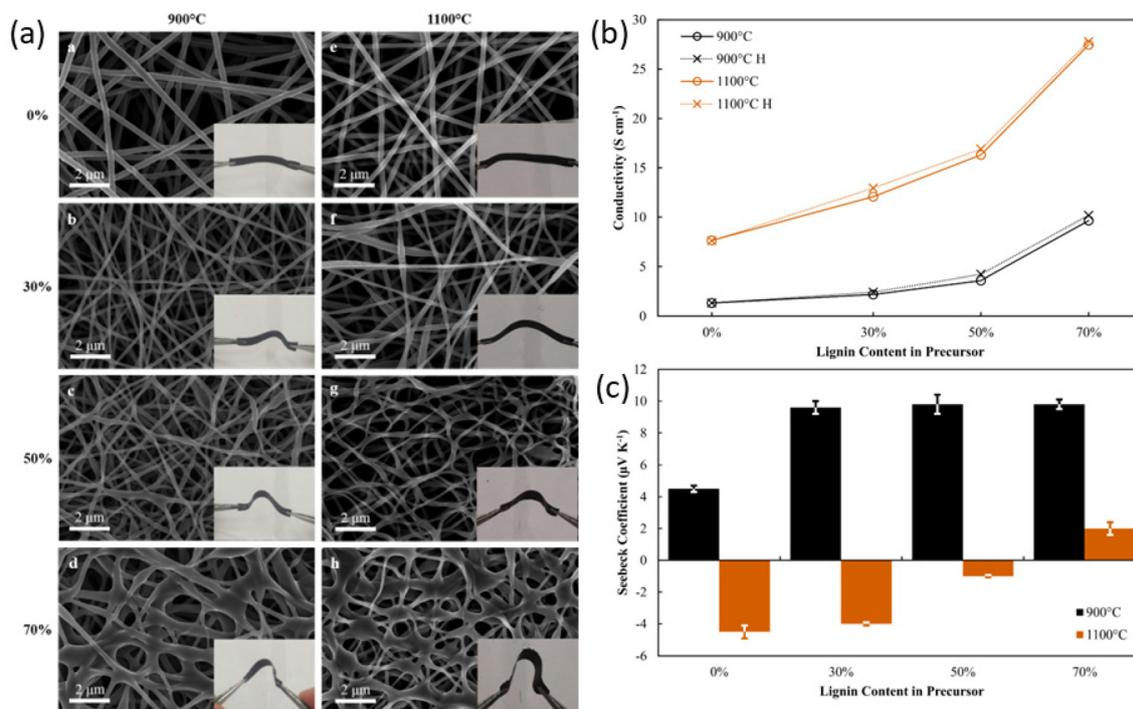 (a)
900°C
1100°C
0%
a
2 μm
e
2 μm
30%
b
2 μm
f
2 μm
50%
c
2 μm
g
2 μm
70%
d
2 μm
h
2 μm
(b)
30
25
20
15
10
5
0
Conductivity (S cm⁻¹)
900°C
900°C H
1100°C
1100°C H
0%
30%
50%
70%
Lignin Content in Precursor
(c)
12
10
8
6
4
2
0
-2
-4
-6
Seebeck Coefficient (μV K⁻¹)
900°C
1100°C
0%
30%
50%
70%
Lignin Content in Precursor